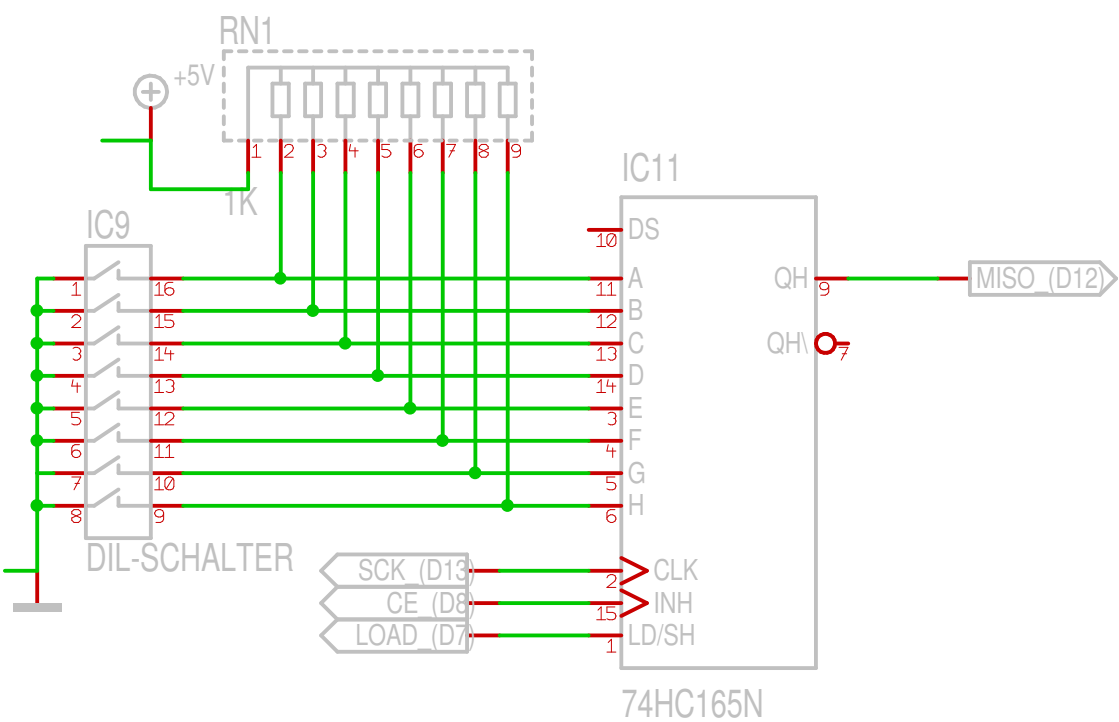 RN1
+5V
1 2 3 4 5 6 7 8 9
1K
IC11
IC9
10 DS
1 16 11 A QH 9 MISO_(D12)
2 15 12 B
3 14 13 C QH\ 7
4 13 14 D
5 12 3 E
6 11 4 F
7 10 5 G
8 9 6 H
DIL-SCHALTER
SCK_(D13) 2 CLK
CE_(D8) 15 INH
LOAD_(D7) 1 LD/SH
74HC165N